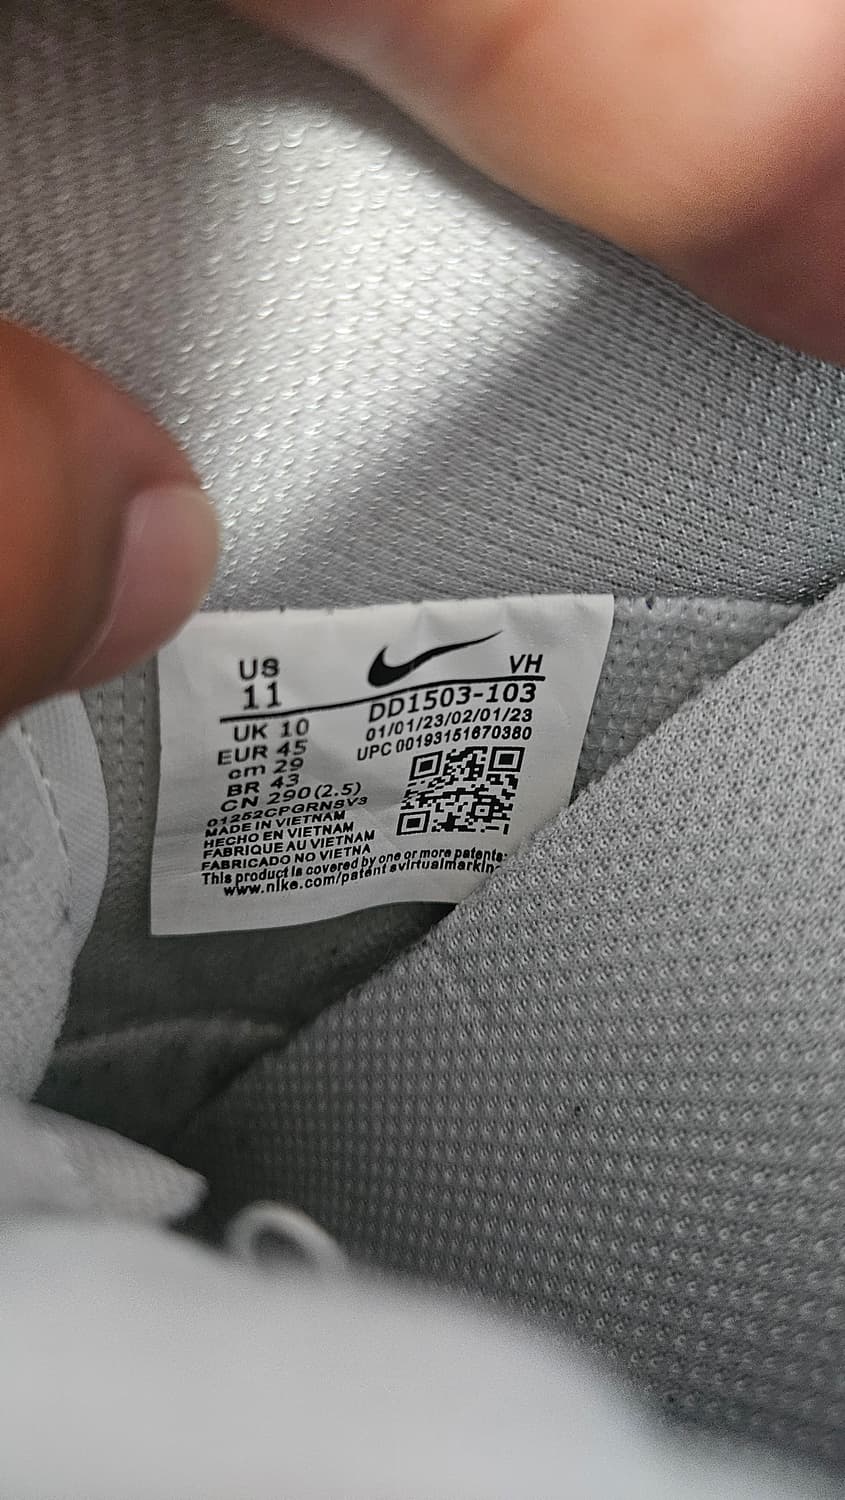 US
11
UK 10
EUR 45
cm 29
BR 43
CN 290 (2.5)
01252CPGRNSV3
MADE IN VIETNAM
HECHO EN VIETNAM
FABRIQUE AU VIETNAM
FABRICADO NO VIETNA
VH
DD1503-103
01/01/23/02/01/23
UPC 00193151670380
This product is covered by one or more patents:
www.nike.com/patent svirtualmarkin